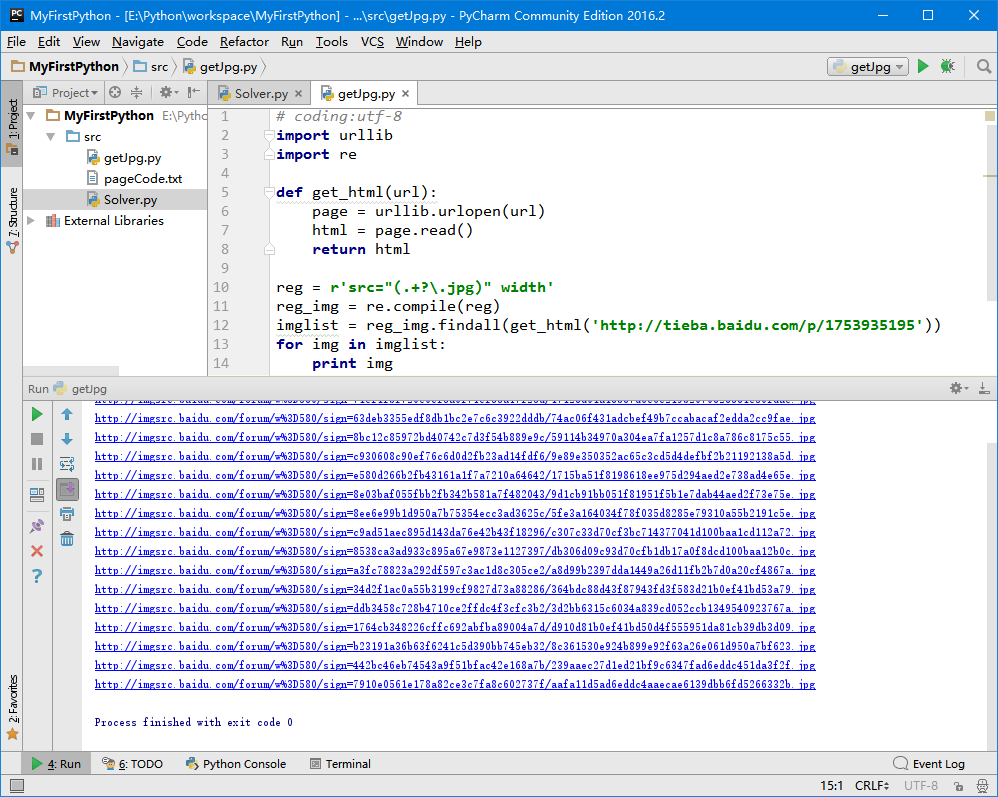 MyFirstPython - [E:\Python\workspace\MyFirstPython] - ...\src\getJpg.py - PyCharm Community Edition 2016.2
File Edit View Navigate Code Refactor Run Tools VCS Window Help
MyFirstPython src getJpg.py getJpg
1: Project
7: Structure
2: Favorites
Project
Solver.py getJpg.py
MyFirstPython E:\Pytho
src
getJpg.py
pageCode.txt
Solver.py
External Libraries
1 # coding:utf-8
2 import urllib
3 import re
4
5 def get_html(url):
6     page = urllib.urlopen(url)
7     html = page.read()
8     return html
9
10 reg = r'src="(.+?\.jpg)" width'
11 reg_img = re.compile(reg)
12 imglist = reg_img.findall(get_html('http://tieba.baidu.com/p/1753935195'))
13 for img in imglist:
14     print img
Run getJpg
http://imgsrc.baidu.com/forum/w%3D580/sign=63deb3355edf8db1bc2e7c6c3922dddb/74ac06f431adcbef49b7ccabacaf2edda2cc9fae.jpg
http://imgsrc.baidu.com/forum/w%3D580/sign=8bc12c85972bd40742c7d3f54b889e9c/59114b34970a304ea7fa1257d1c8a786c8175c55.jpg
http://imgsrc.baidu.com/forum/w%3D580/sign=c930608c90ef76c6d0d2fb23ad14fdf6/9e89e350352ac65c3cd5d4defbf2b21192138a5d.jpg
http://imgsrc.baidu.com/forum/w%3D580/sign=e580d266b2fb43161a1f7a7210a64642/1715ba51f8198618ee975d294aed2e738ad4e65e.jpg
http://imgsrc.baidu.com/forum/w%3D580/sign=8e03baf055fbb2fb342b581a7f482043/9d1cb91bb051f81951f5b1e7dab44aed2f73e75e.jpg
http://imgsrc.baidu.com/forum/w%3D580/sign=8ee6e99b1d950a7b75354ecc3ad3625c/5fe3a164034f78f035d8285e79310a55b2191c5e.jpg
http://imgsrc.baidu.com/forum/w%3D580/sign=c9ad51aec895d143da76e42b43f18296/c307c33d70cf3bc714377041d100baa1cd112a72.jpg
http://imgsrc.baidu.com/forum/w%3D580/sign=8538ca3ad933c895a67e9873e1127397/db306d09c93d70cfb1db17a0f8dcd100baa12b0c.jpg
http://imgsrc.baidu.com/forum/w%3D580/sign=a3fc78823a292df597c3ac1d8c305ce2/a8d99b2397dda1449a26d11fb2b7d0a20cf4867a.jpg
http://imgsrc.baidu.com/forum/w%3D580/sign=34d2f1ac0a55b3199cf9827d73a88286/364bdc88d43f87943fd3f583d21b0ef41bd53a79.jpg
http://imgsrc.baidu.com/forum/w%3D580/sign=ddb3458c728b4710ce2ffdc4f3cfc3b2/3d2bb6315c6034a839cd052ccb1349540923767a.jpg
http://imgsrc.baidu.com/forum/w%3D580/sign=1764cb348226cffc692abfba89004a7d/d910d81b0ef41bd50d4f555951da81cb39db3d09.jpg
http://imgsrc.baidu.com/forum/w%3D580/sign=b23191a36b63f6241c5d390bb745eb32/8c361530e924b899e92f63a26e061d950a7bf623.jpg
http://imgsrc.baidu.com/forum/w%3D580/sign=442bc46eb74543a9f51bfac42e168a7b/239aaec27d1ed21bf9c6347fad6eddc451da3f2f.jpg
http://imgsrc.baidu.com/forum/w%3D580/sign=7910e0561e178a82ce3c7fa8c602737f/aafa11d5ad6eddc4aaecae6139dbb6fd5266332b.jpg
Process finished with exit code 0
4: Run 6: TODO Python Console Terminal Event Log
15:1 CRLF UTF-8